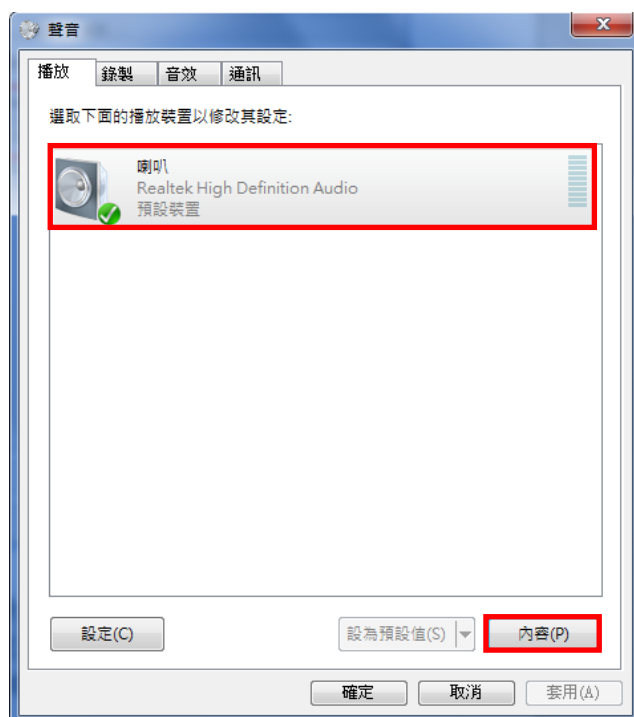 聲音
播放 錄製 音效 通訊
選取下面的播放裝置以修改其設定:
喇叭
Realtek High Definition Audio
預設裝置
設定(C) 設為預設值(S) 內容(P)
確定 取消 套用(A)